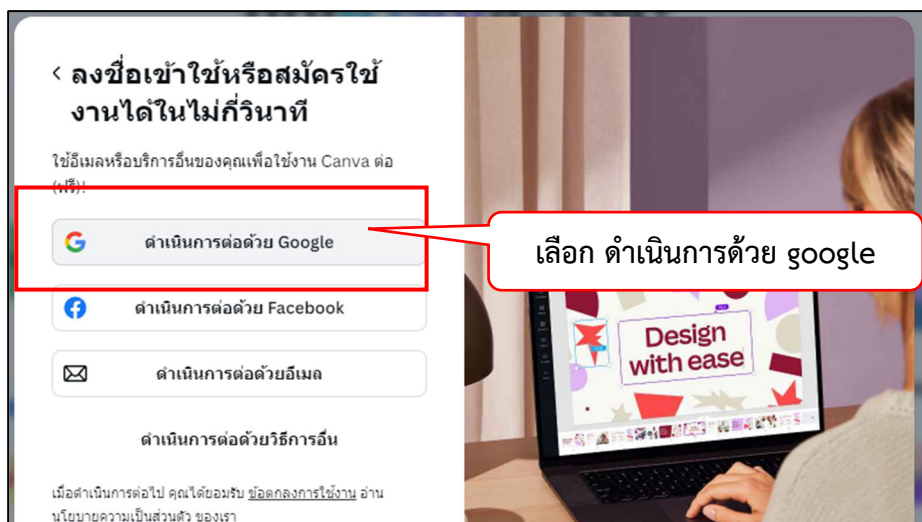 ลงชื่อเข้าใช้หรือสมัครใช้
งานได้ในไม่กี่วินาที
ใช้อีเมลหรือบริการอื่นของคุณเพื่อใช้งาน Canva ต่อ
(ฟรี)!
ดำเนินการต่อด้วย Google
เลือก ดำเนินการด้วย google
ดำเนินการต่อด้วย Facebook
Design
with ease
ดำเนินการต่อด้วยอีเมล
ดำเนินการต่อด้วยวิธีการอื่น
เมื่อดำเนินการต่อไป คุณได้ยอมรับ ข้อตกลงการใช้งาน อ่าน
นโยบายความเป็นส่วนตัว ของเรา